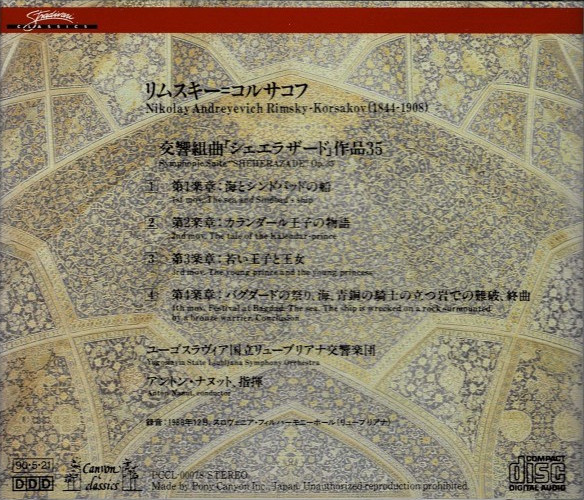 Stradivari
CLASSICS
リムスキー=コルサコフ
Nikolay Andreyevich Rimsky-Korsakov(1844-1908)
交響組曲「シェエラザード」作品35
Symphonic Suite "SHEHERAZADE" Op.35
1 第1楽章:海とシンドバッドの船
1st mov. The sea and Sindbad's ship
2 第2楽章:カランダール王子の物語
2nd mov. The tale of the Kalendar-prince
3 第3楽章:若い王子と王女
3rd mov. The young prince and the young princess
4 第4楽章:バグダードの祭り、海、青銅の騎士の立つ岩での難破、終曲
4th mov. Festival at Bagdad. The sea. The ship is wrecked on a rock surmounted
by a bronze warrior. Conclusion
ユーゴスラヴィア国立リューブリアナ交響楽団
Yugoslavia State Ljubljana Symphony Orchestra
アントン・ナヌット、指揮
Anton Nanut, conductor
録音:1988年12月、スロヴェニア・フィルハーモニーホール(リューブリアナ)
90・5・21
DDD
Canyon
classics
PCCL-00078 STEREO
Made by Pony Canyon Inc., Japan. Unauthorized reproduction prohibited.
COMPACT
disc
DIGITAL AUDIO